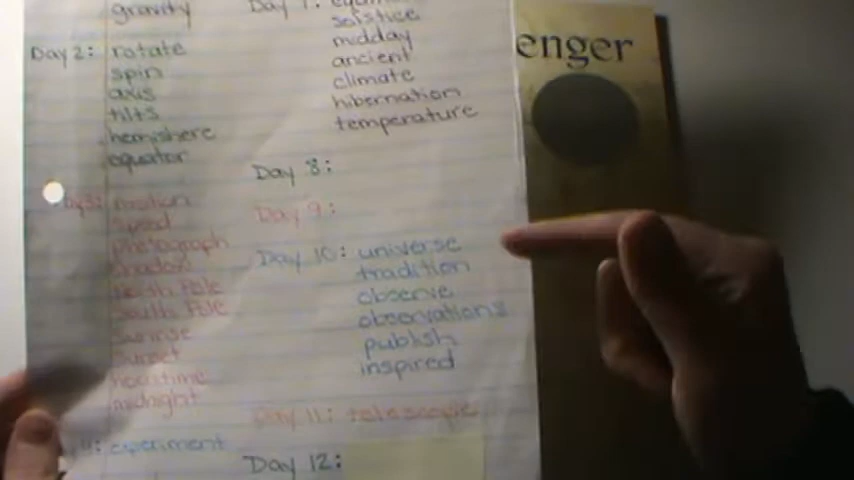 gravity
Day 2: rotate
spin
axis
tilts
hemishere
equator
position
speed
photograph
shadow
North Pole
South Pole
sunrise
sunset
noontime
midnight
experiment
Day 7:
solstice
midday
ancient
climate
hibernation
temperature
Day 8:
Day 9:
Day 10: universe
tradition
observe
observations
publish
inspired
Day 11: telescope
Day 12:
enger